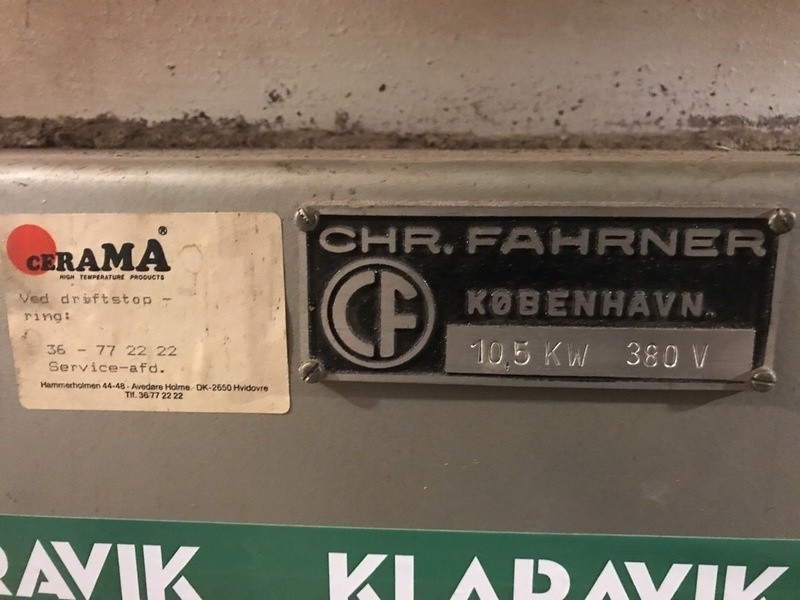 CERAMA®
HIGH TEMPERATURE PRODUCTS
Ved driftstop -
ring:
36 - 77 22 22
Service-afd.
Hammerholmen 44-48 - Avedøre Holme - DK-2650 Hvidovre
Tlf. 36 77 22 22
CHR. FAHRNER
CF
KØBENHAVN
10,5 KW 380 V
RAVIK
KLARAVIK